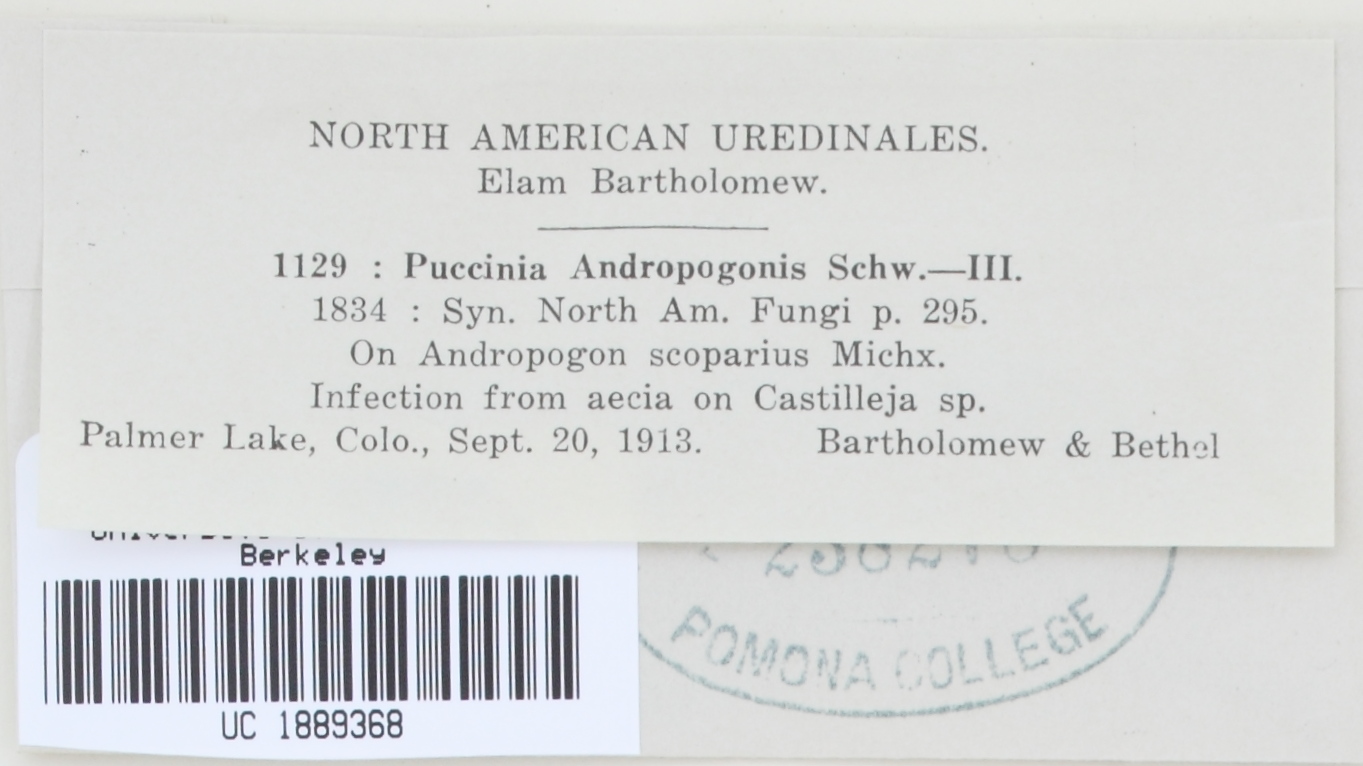 NORTH AMERICAN UREDINALES.
Elam Bartholomew.
1129 : Puccinia Andropogonis Schw.—III.
1834 : Syn. North Am. Fungi p. 295.
On Andropogon scoparius Michx.
Infection from aecia on Castilleja sp.
Palmer Lake, Colo., Sept. 20, 1913. Bartholomew & Bethel
Berkeley
UC 1889368
POMONA COLLEGE